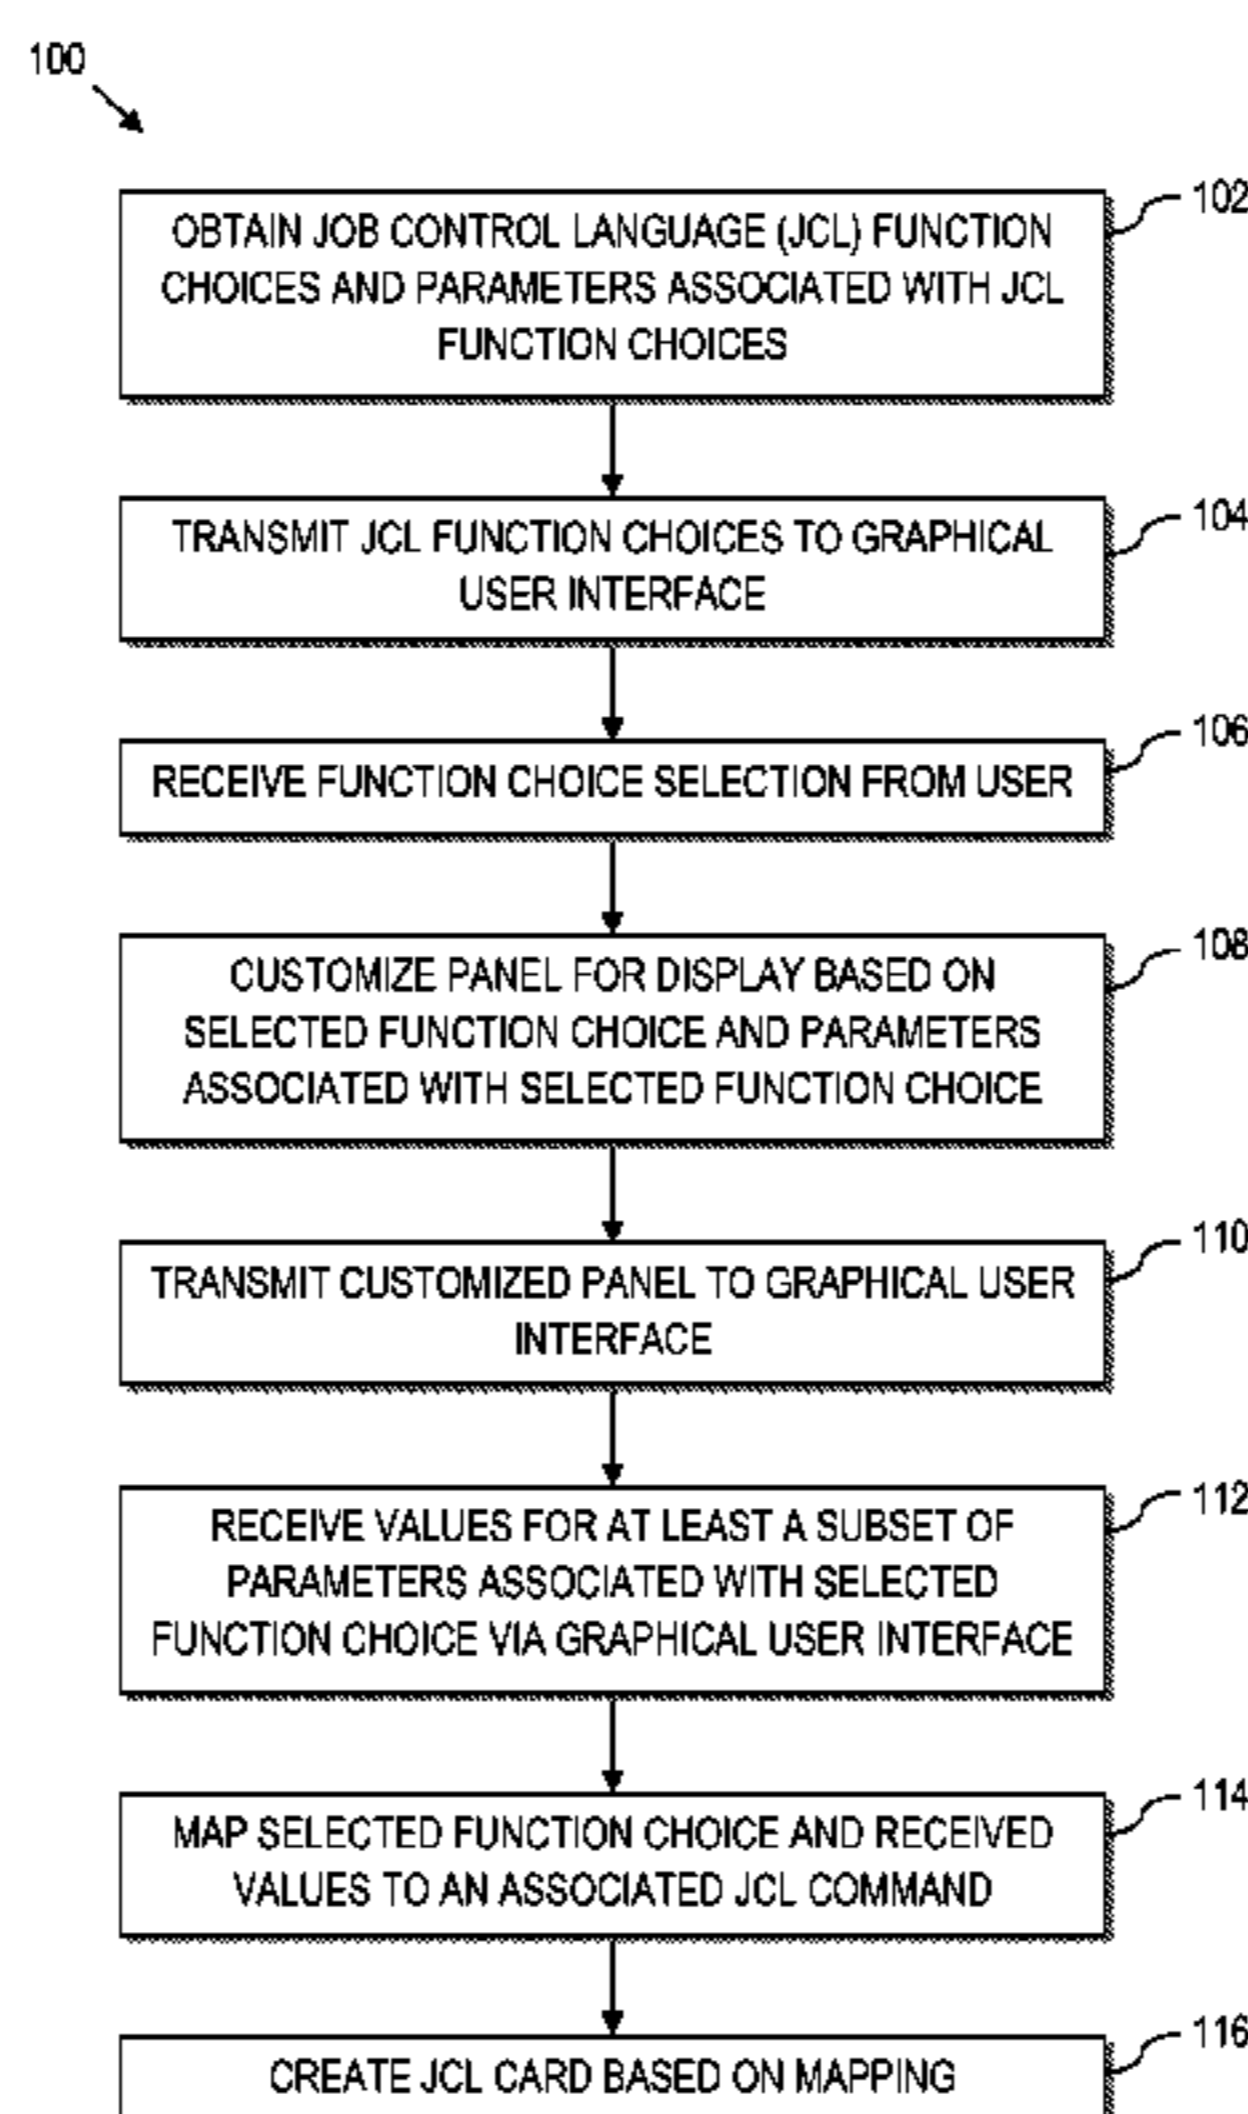 100
102
OBTAIN JOB CONTROL LANGUAGE (JCL) FUNCTION
CHOICES AND PARAMETERS ASSOCIATED WITH JCL
FUNCTION CHOICES
104
TRANSMIT JCL FUNCTION CHOICES TO GRAPHICAL
USER INTERFACE
106
RECEIVE FUNCTION CHOICE SELECTION FROM USER
108
CUSTOMIZE PANEL FOR DISPLAY BASED ON
SELECTED FUNCTION CHOICE AND PARAMETERS
ASSOCIATED WITH SELECTED FUNCTION CHOICE
110
TRANSMIT CUSTOMIZED PANEL TO GRAPHICAL USER
INTERFACE
112
RECEIVE VALUES FOR AT LEAST A SUBSET OF
PARAMETERS ASSOCIATED WITH SELECTED
FUNCTION CHOICE VIA GRAPHICAL USER INTERFACE
114
MAP SELECTED FUNCTION CHOICE AND RECEIVED
VALUES TO AN ASSOCIATED JCL COMMAND
116
CREATE JCL CARD BASED ON MAPPING